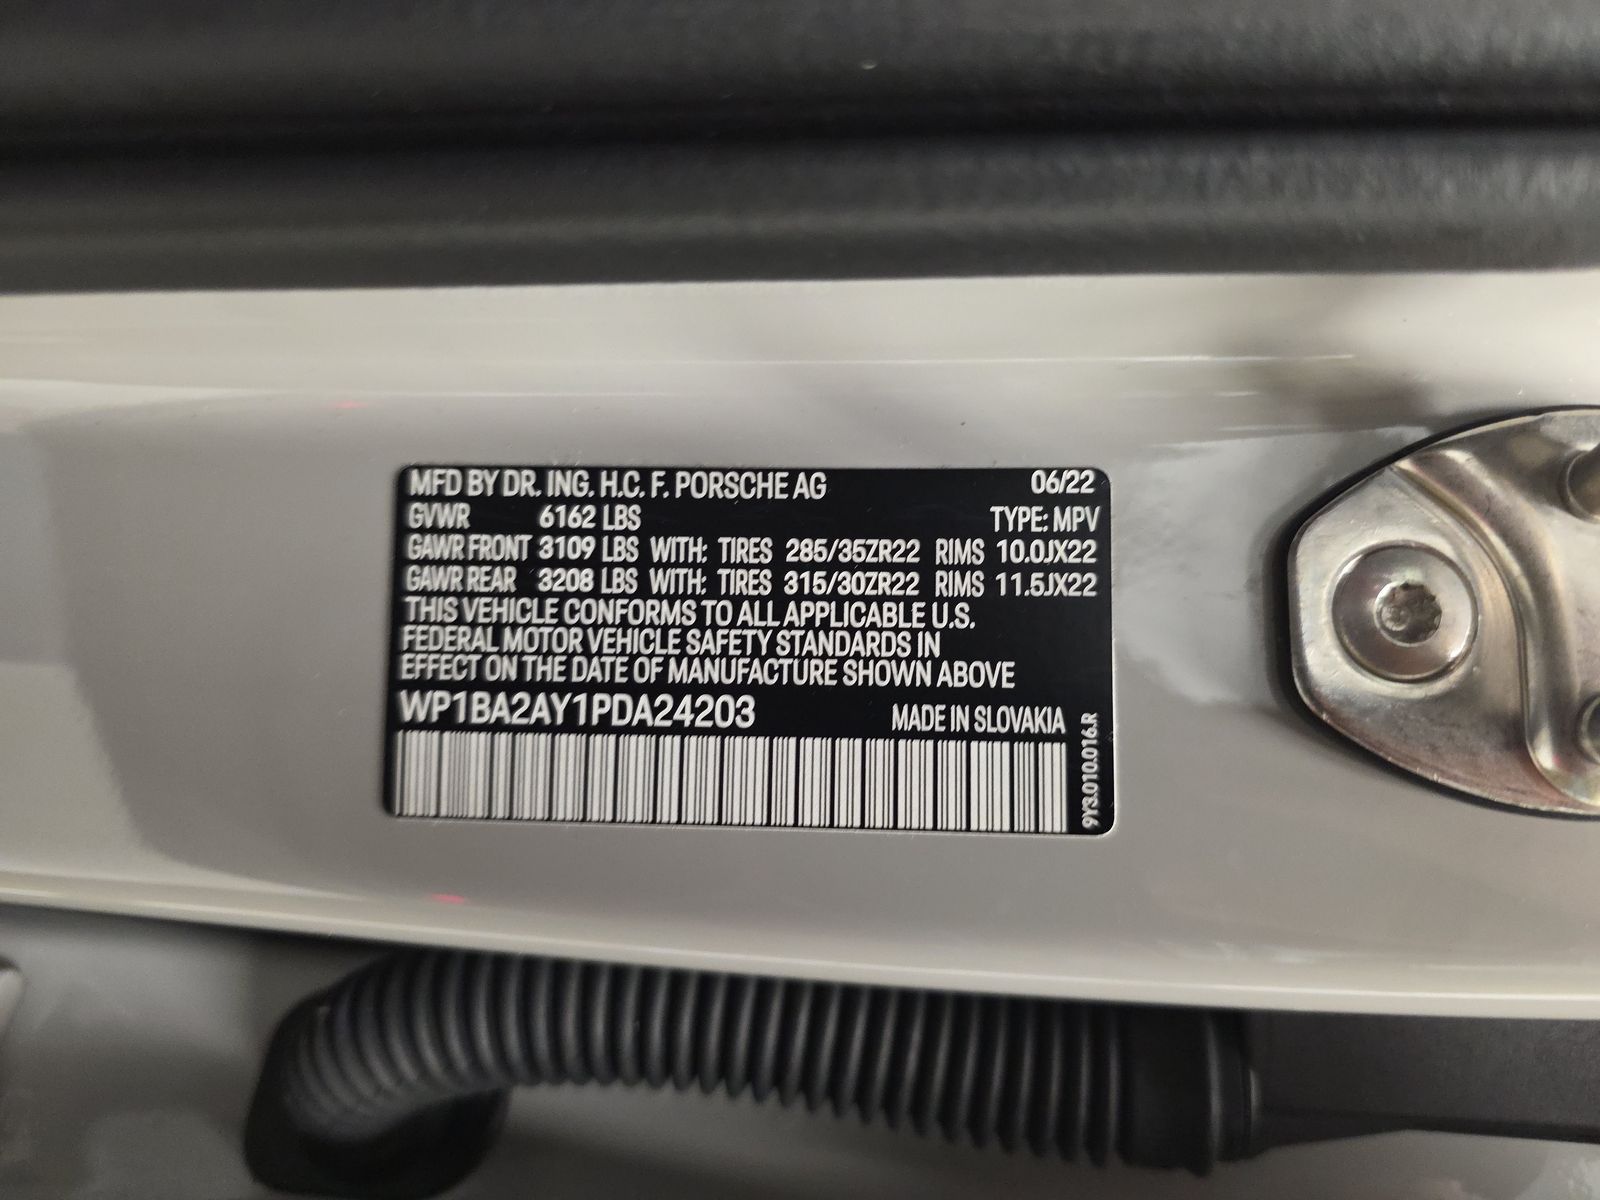 MFD BY DR. ING. H.C. F. PORSCHE AG 06/22
GVWR 6162 LBS TYPE: MPV
GAWR FRONT 3109 LBS WITH: TIRES 285/35ZR22 RIMS 10.0JX22
GAWR REAR 3208 LBS WITH: TIRES 315/30ZR22 RIMS 11.5JX22
THIS VEHICLE CONFORMS TO ALL APPLICABLE U.S.
FEDERAL MOTOR VEHICLE SAFETY STANDARDS IN
EFFECT ON THE DATE OF MANUFACTURE SHOWN ABOVE
WP1BA2AY1PDA24203 MADE IN SLOVAKIA
9Y3.010.016.R